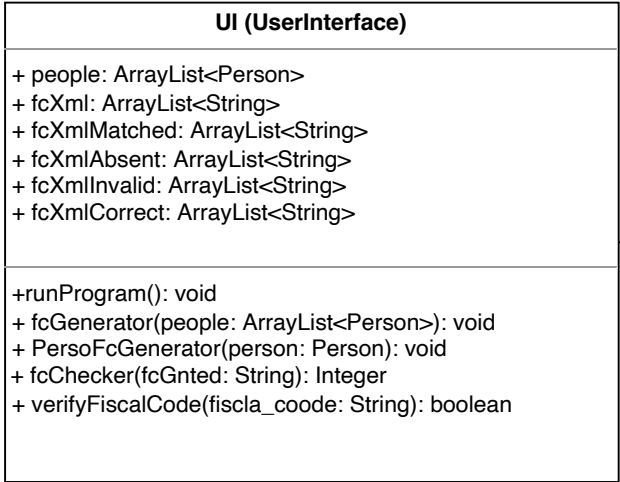 UI (UserInterface)
+ people: ArrayList<Person>
+ fcXml: ArrayList<String>
+ fcXmlMatched: ArrayList<String>
+ fcXmlAbsent: ArrayList<String>
+ fcXmlInvalid: ArrayList<String>
+ fcXmlCorrect: ArrayList<String>
+runProgram(): void
+ fcGenerator(people: ArrayList<Person>): void
+ PersoFcGenerator(person: Person): void
+ fcChecker(fcGnted: String): Integer
+ verifyFiscalCode(fiscla_coode: String): boolean